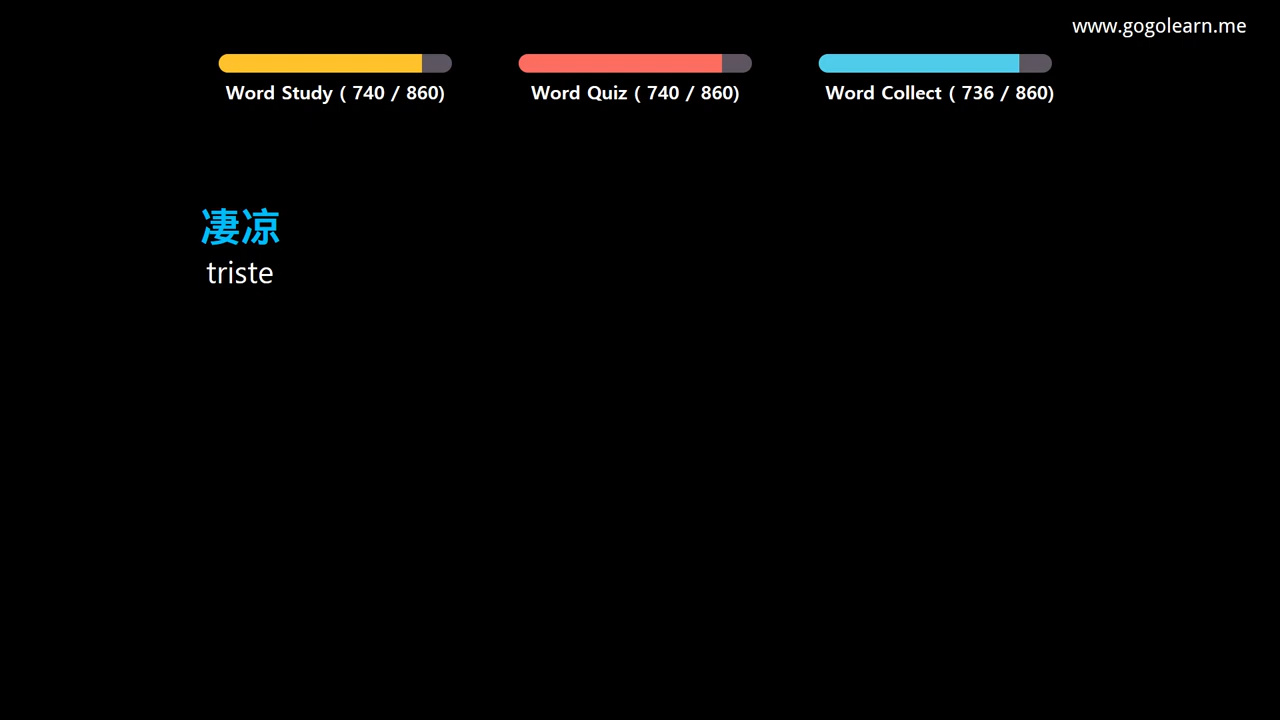 www.gogolearn.me
Word Study ( 740 / 860)
Word Quiz ( 740 / 860)
Word Collect ( 736 / 860)
凄凉
triste